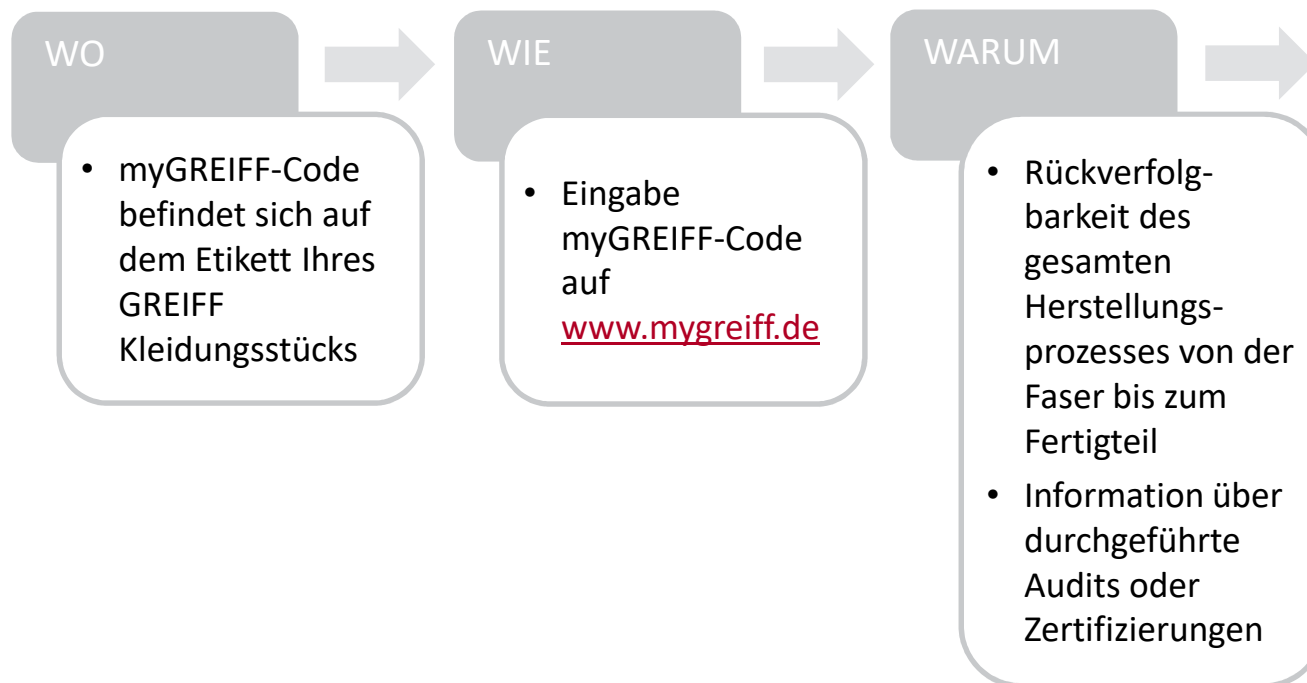 WO
• myGREIFF-Code
befindet sich auf
dem Etikett Ihres
GREIFF
Kleidungsstücks
WIE
• Eingabe
myGREIFF-Code
auf
www.mygreiff.de
WARUM
• Rückverfolg-
barkeit des
gesamten
Herstellungs-
prozesses von der
Faser bis zum
Fertigteil
• Information über
durchgeführte
Audits oder
Zertifizierungen